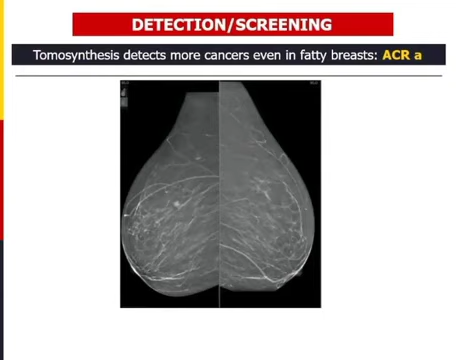 DETECTION/SCREENING
Tomosynthesis detects more cancers even in fatty breasts: ACR a